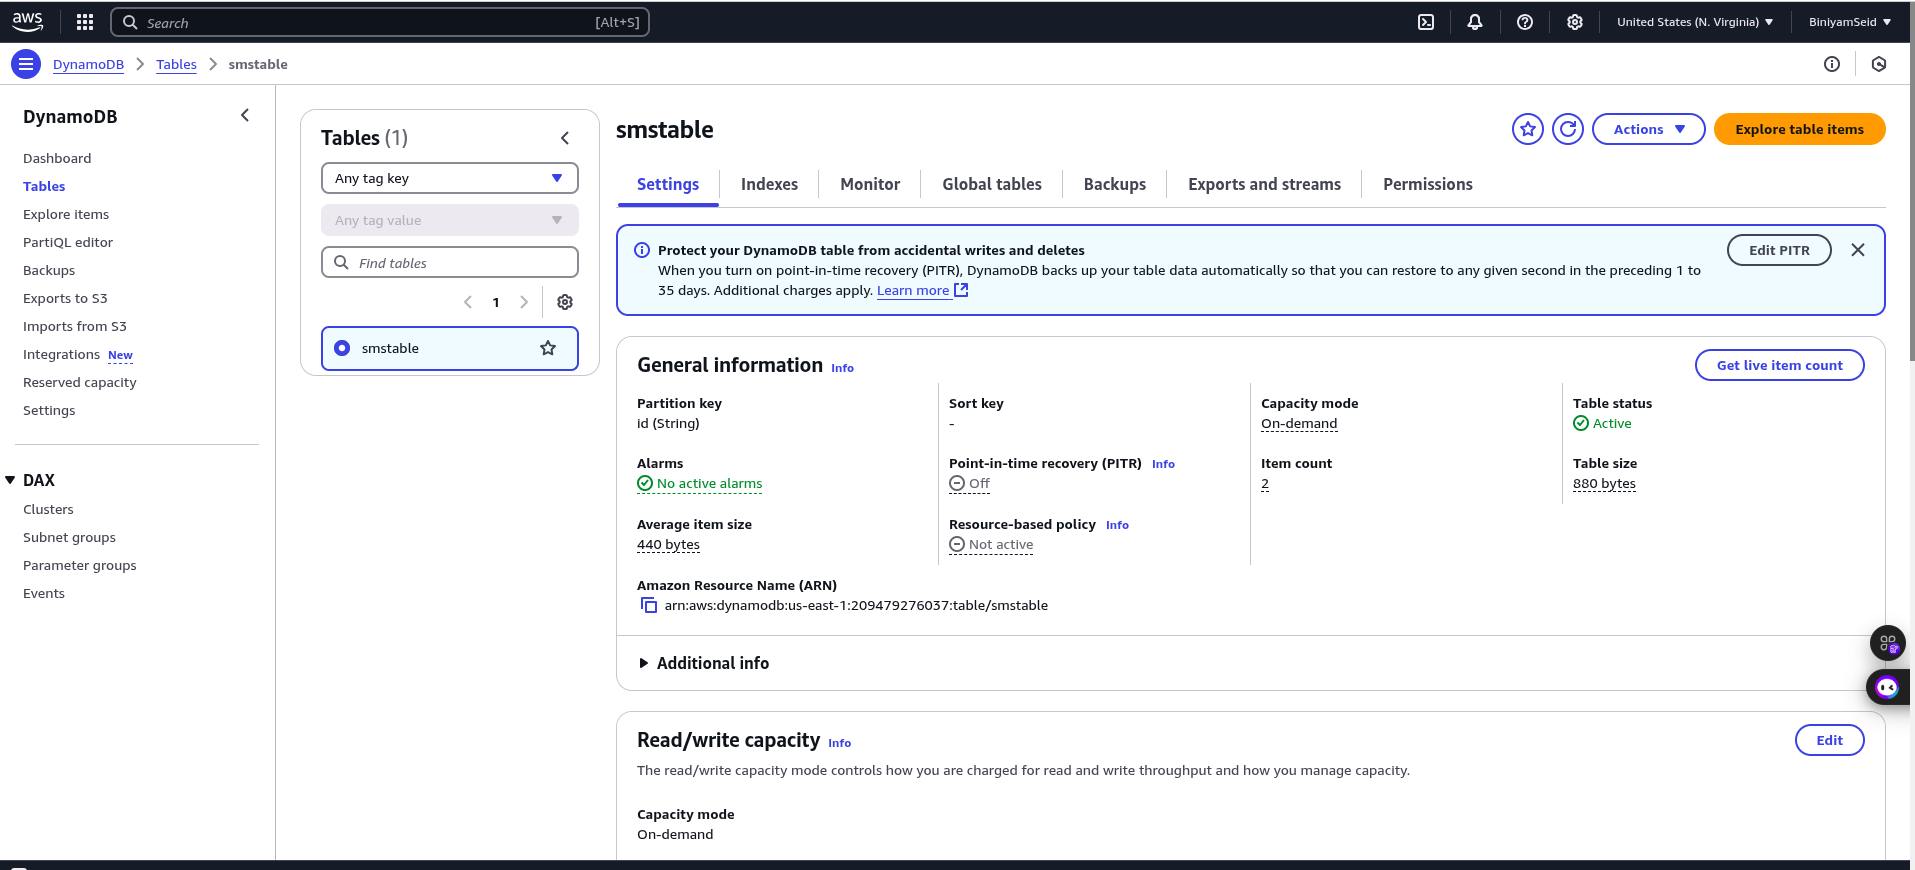 aws
Search
[Alt+S]
United States (N. Virginia)
BiniyamSeid
DynamoDB
Tables
smstable
DynamoDB
Dashboard
Tables
Explore items
PartiQL editor
Backups
Exports to S3
Imports from S3
Integrations New
Reserved capacity
Settings
DAX
Clusters
Subnet groups
Parameter groups
Events
Tables (1)
Any tag key
Any tag value
Find tables
1
smstable
smstable
Actions
Explore table items
Settings
Indexes
Monitor
Global tables
Backups
Exports and streams
Permissions
Protect your DynamoDB table from accidental writes and deletes
When you turn on point-in-time recovery (PITR), DynamoDB backs up your table data automatically so that you can restore to any given second in the preceding 1 to
35 days. Additional charges apply. Learn more
Edit PITR
General information Info
Get live item count
Partition key
id (String)
Sort key
-
Capacity mode
On-demand
Table status
Active
Alarms
No active alarms
Point-in-time recovery (PITR) Info
Off
Item count
2
Table size
880 bytes
Average item size
440 bytes
Resource-based policy Info
Not active
Amazon Resource Name (ARN)
arn:aws:dynamodb:us-east-1:209479276037:table/smstable
Additional info
Read/write capacity Info
Edit
The read/write capacity mode controls how you are charged for read and write throughput and how you manage capacity.
Capacity mode
On-demand